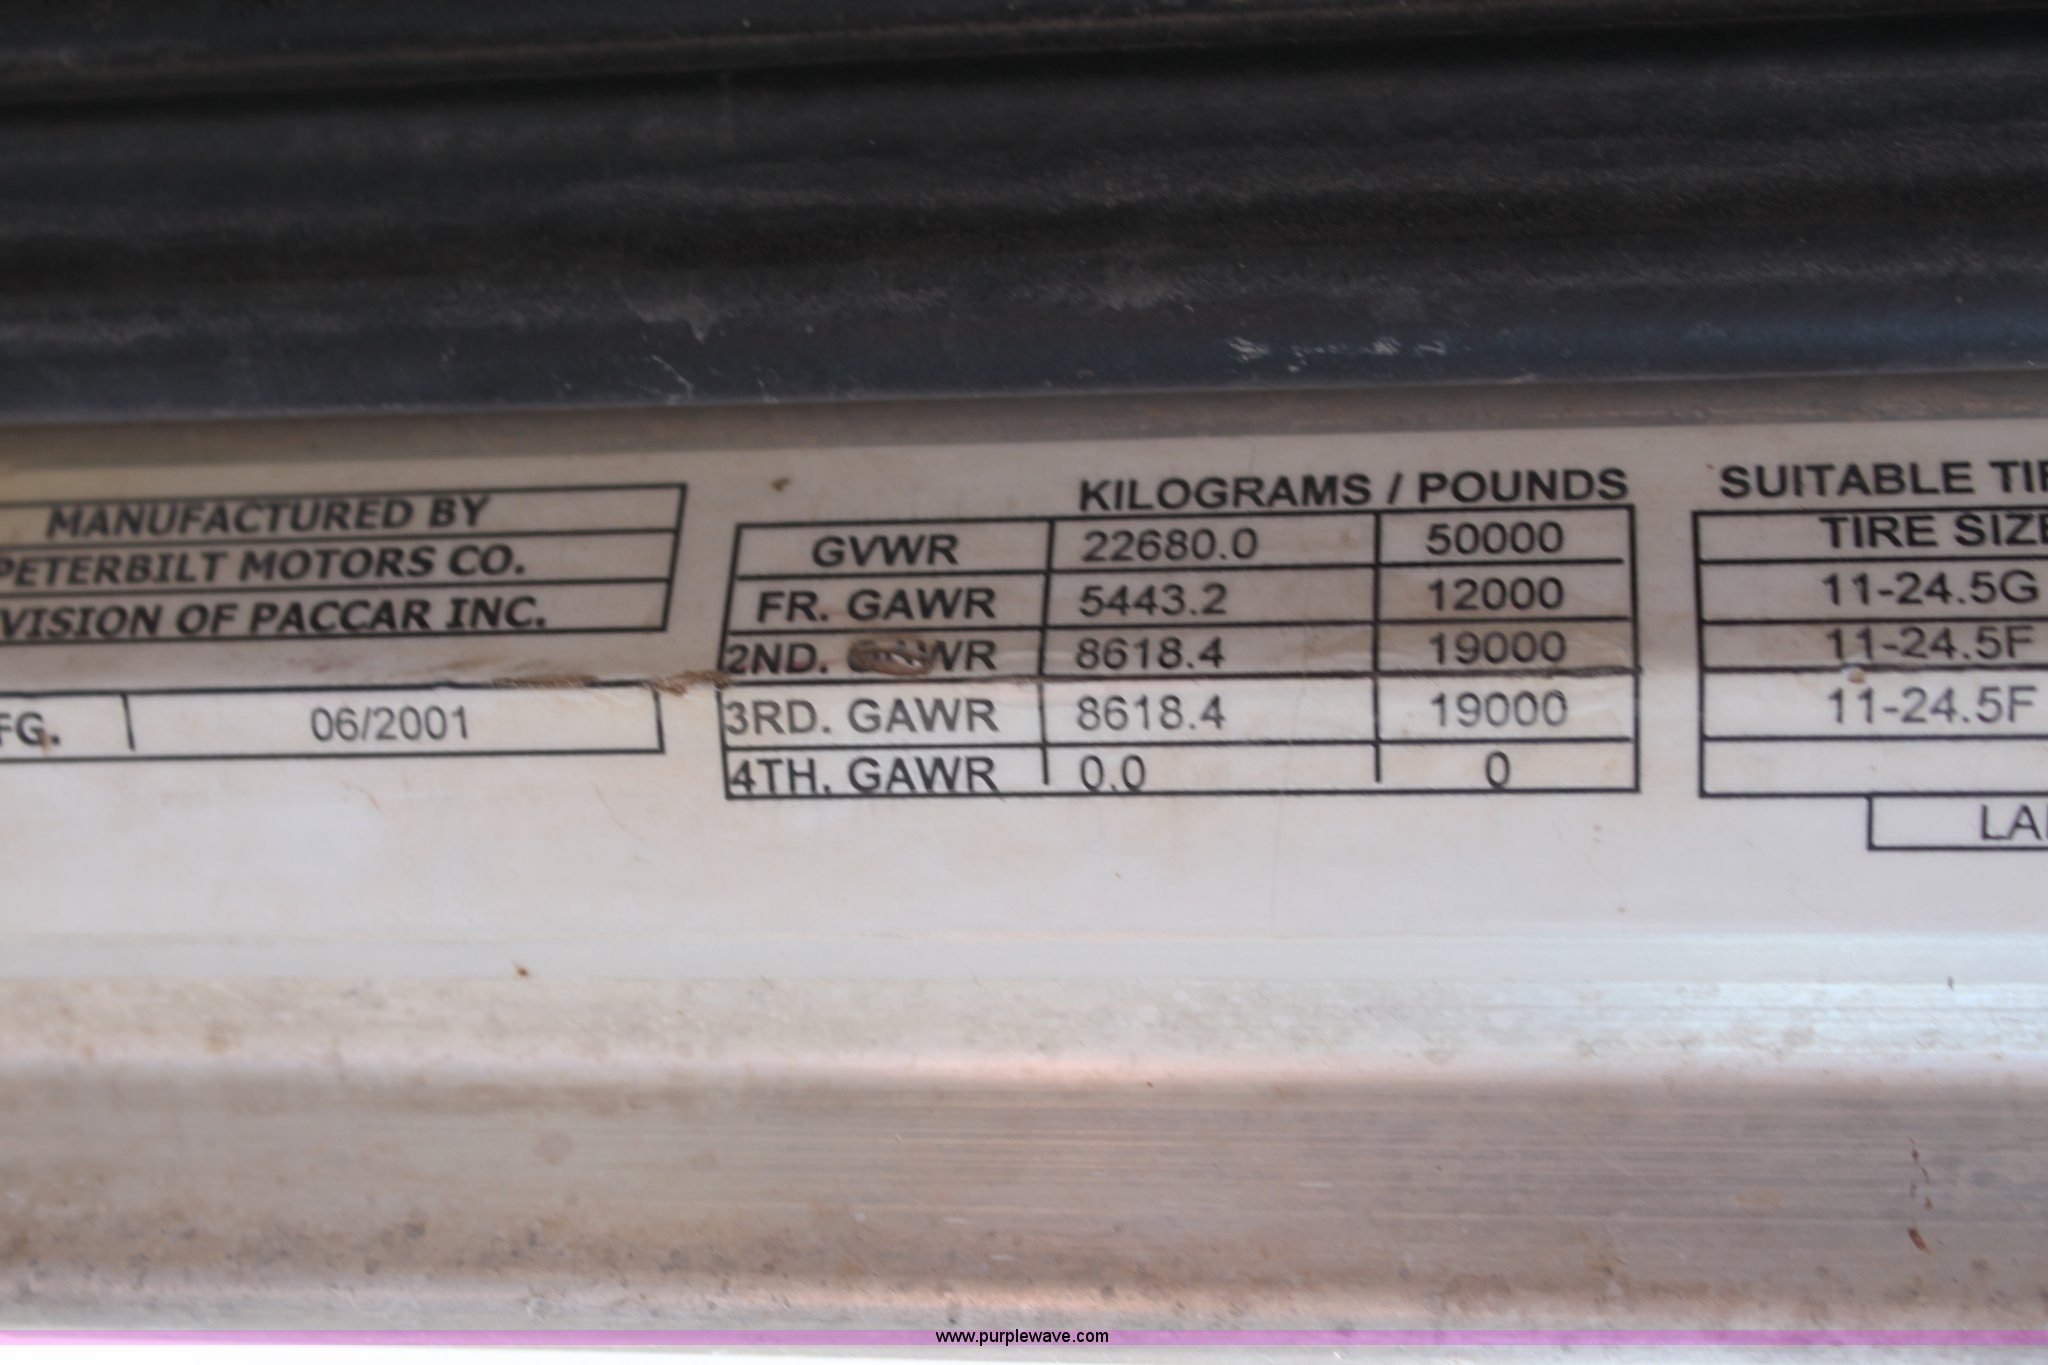 MANUFACTURED BY
PETERBILT MOTORS CO.
VISION OF PACCAR INC.
FG. 06/2001
KILOGRAMS / POUNDS
GVWR 22680.0 50000
FR. GAWR 5443.2 12000
2ND. GAWR 8618.4 19000
3RD. GAWR 8618.4 19000
4TH. GAWR 0.0 0
SUITABLE TI
TIRE SIZE
11-24.5G
11-24.5F
11-24.5F
LA
www.purplewave.com